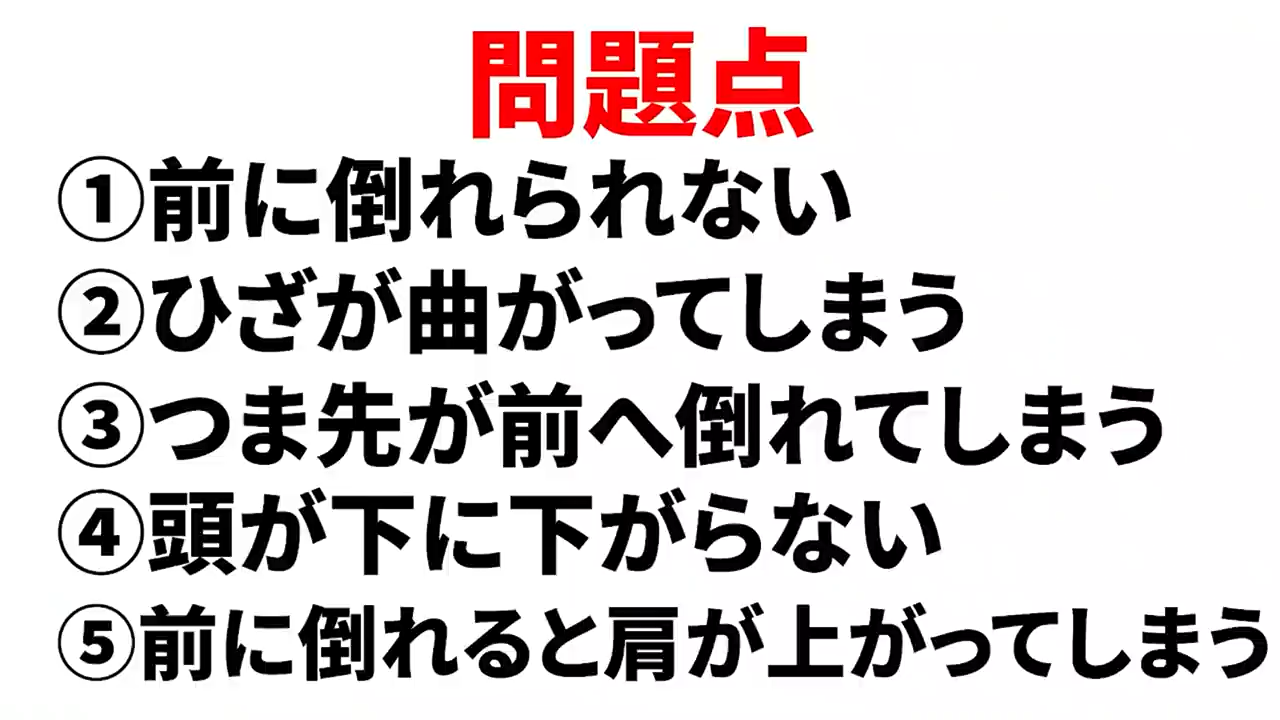 問題点
①前に倒れられない
②ひざが曲がってしまう
③つま先が前へ倒れてしまう
④頭が下に下がらない
⑤前に倒れると肩が上がってしまう